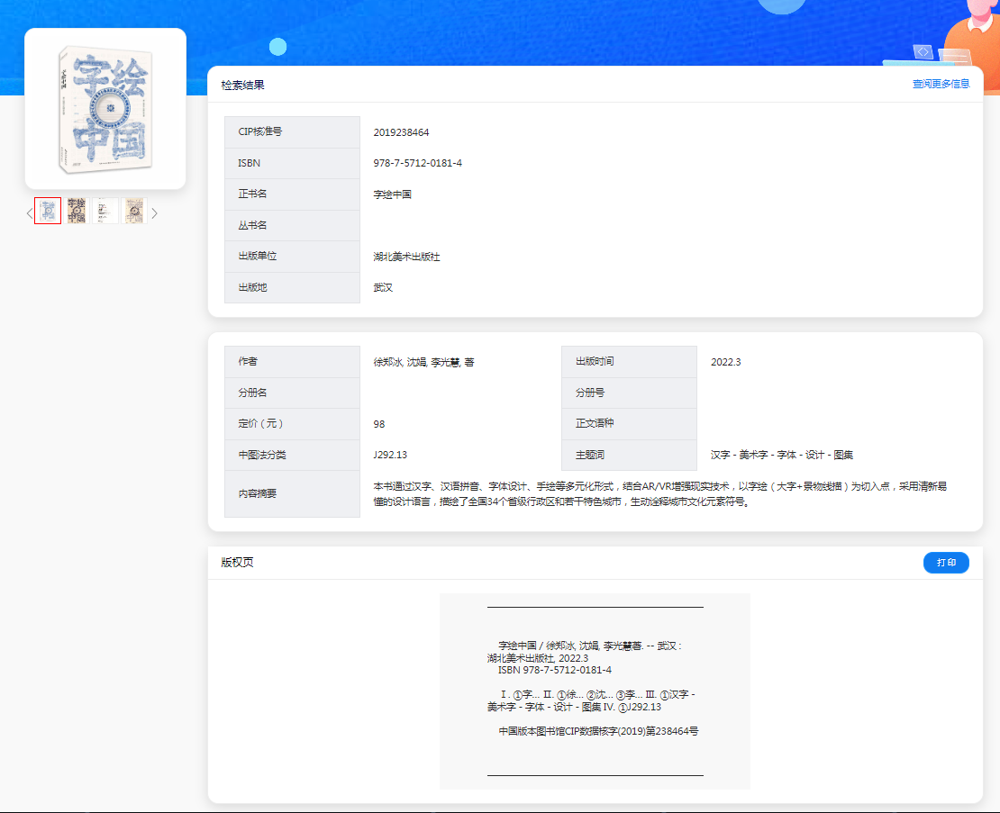 字绘
中国
检索结果
查阅更多信息
CIP核准号 2019238464
ISBN 978-7-5712-0181-4
正书名 字绘中国
丛书名
出版单位 湖北美术出版社
出版地 武汉
作者 徐郑冰, 沈娟, 李光慧, 著 出版时间 2022.3
分册名 分册号
定价（元） 98 正文语种
中图法分类 J292.13 主题词 汉字－美术字－字体－设计－图集
内容摘要
本书通过汉字、汉语拼音、字体设计、手绘等多元化形式，结合AR/VR增强现实技术，以字绘（大字+景物线描）为切入点，采用清新易
懂的设计语言，描绘了全国34个省级行政区和若干特色城市，生动诠释城市文化元素符号。
版权页
打印
字绘中国 / 徐郑冰, 沈娟, 李光慧著. -- 武汉 :
湖北美术出版社, 2022.3
ISBN 978-7-5712-0181-4
Ⅰ. ①字… Ⅱ. ①徐… ②沈… ③李… Ⅲ. ①汉字－
美术字－字体－设计－图集 Ⅳ. ①J292.13
中国版本图书馆CIP数据核字(2019)第238464号